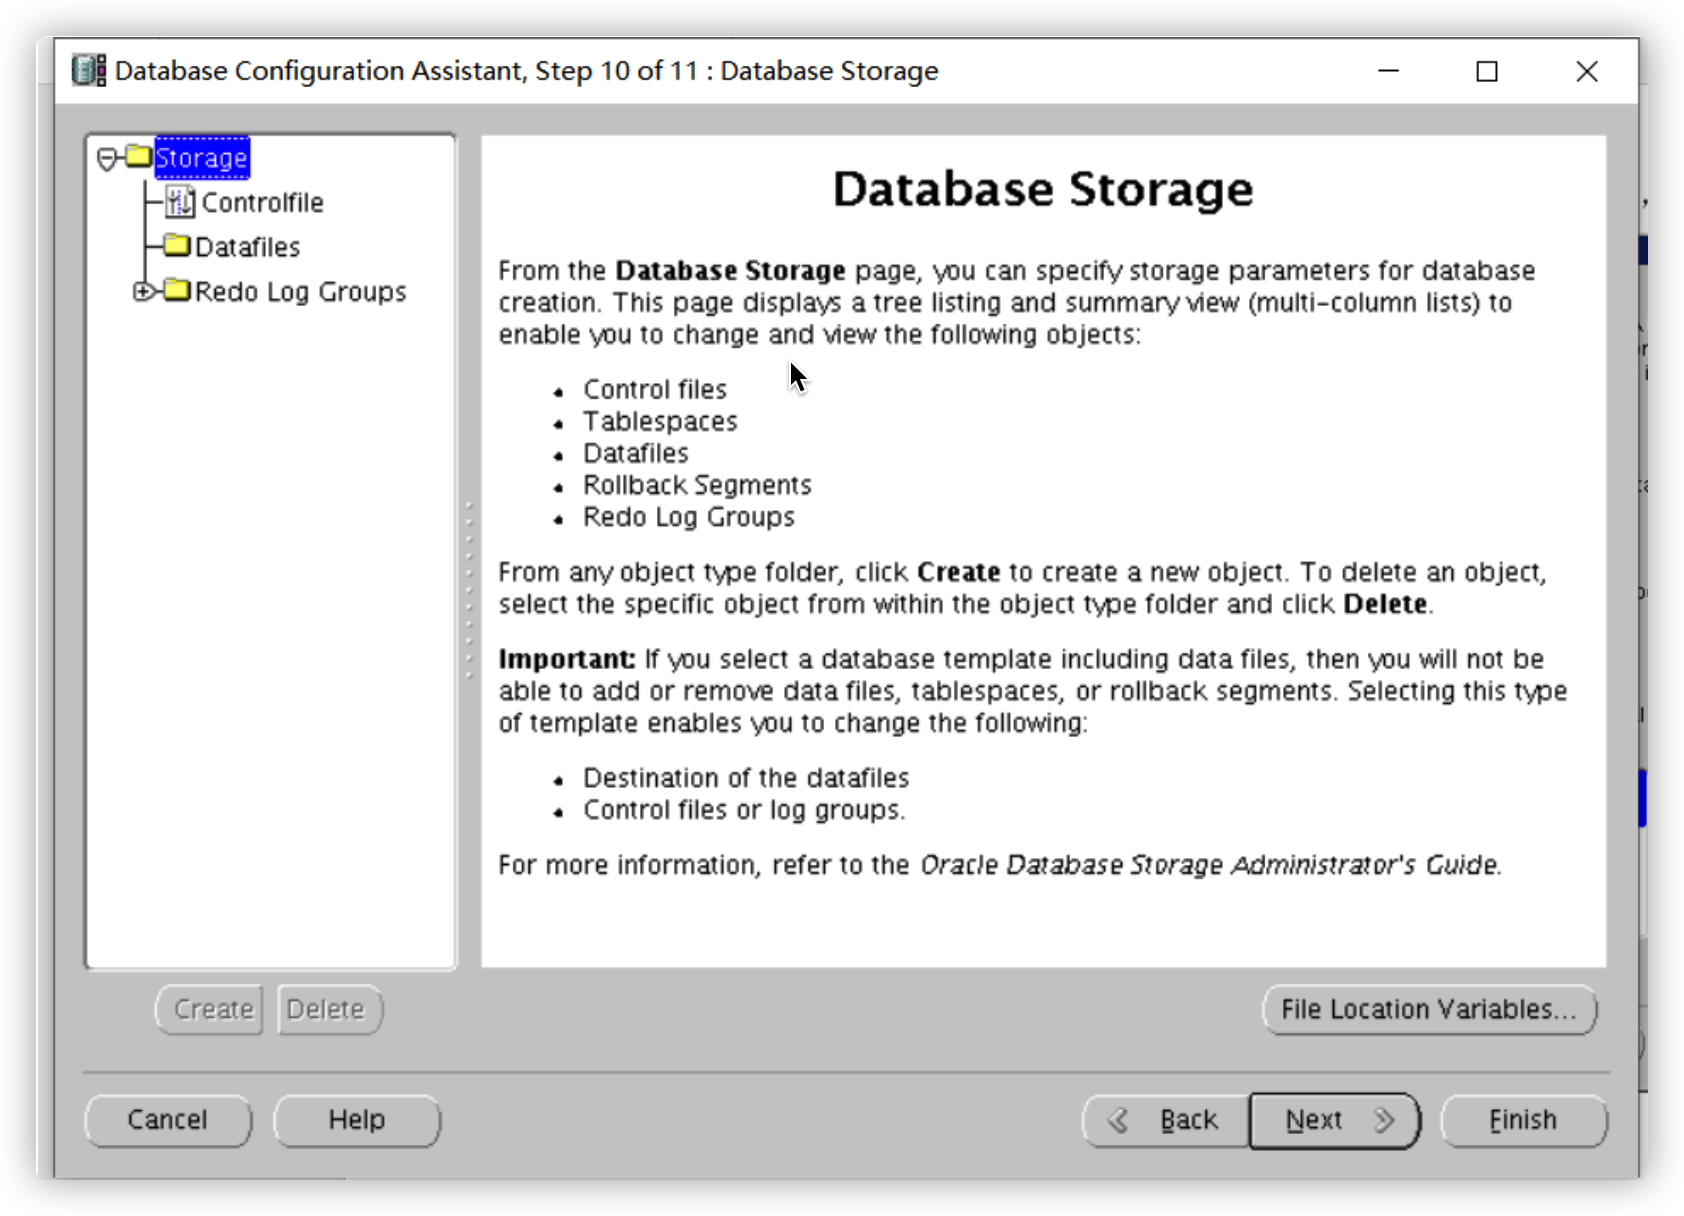 Database Configuration Assistant, Step 10 of 11 : Database Storage
Storage
Controlfile
Datafiles
Redo Log Groups
Database Storage
From the Database Storage page, you can specify storage parameters for database
creation. This page displays a tree listing and summary view (multi-column lists) to
enable you to change and view the following objects:
Control files
Tablespaces
Datafiles
Rollback Segments
Redo Log Groups
From any object type folder, click Create to create a new object. To delete an object,
select the specific object from within the object type folder and click Delete.
Important: If you select a database template including data files, then you will not be
able to add or remove data files, tablespaces, or rollback segments. Selecting this type
of template enables you to change the following:
Destination of the datafiles
Control files or log groups.
For more information, refer to the Oracle Database Storage Administrator's Guide.
Create Delete
File Location Variables...
Cancel Help Back Next Finish